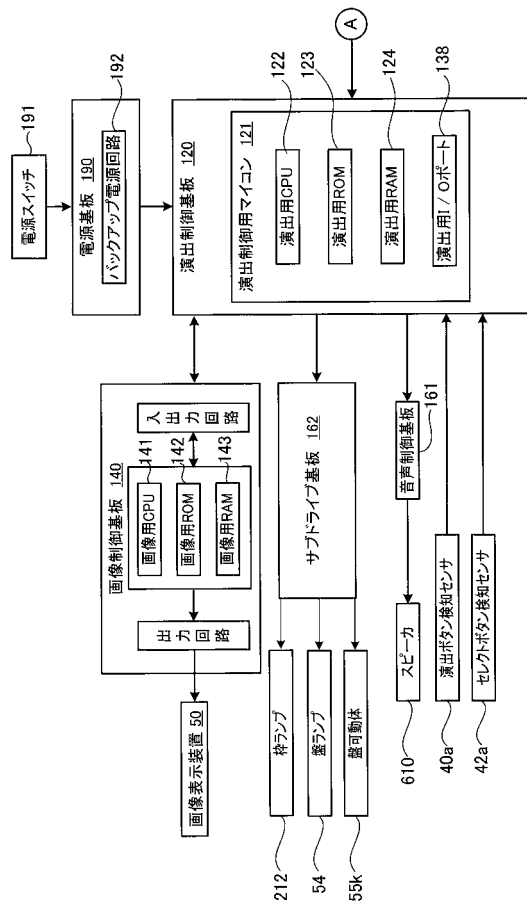 電源スイッチ
191
電源基板 190
バックアップ電源回路
192
演出制御基板 120
演出制御用マイコン 121
演出用CPU
122
演出用ROM
123
演出用RAM
124
演出用I/Oポート
138
A
画像制御基板 140
画像用CPU
141
画像用ROM
142
画像用RAM
143
入出力回路
出力回路
画像表示装置 50
サブドライブ基板 162
枠ランプ
212
盤ランプ
54
盤可動体
55k
音声制御基板
161
スピーカ
610
演出ボタン検知センサ
40a
セレクトボタン検知センサ
42a